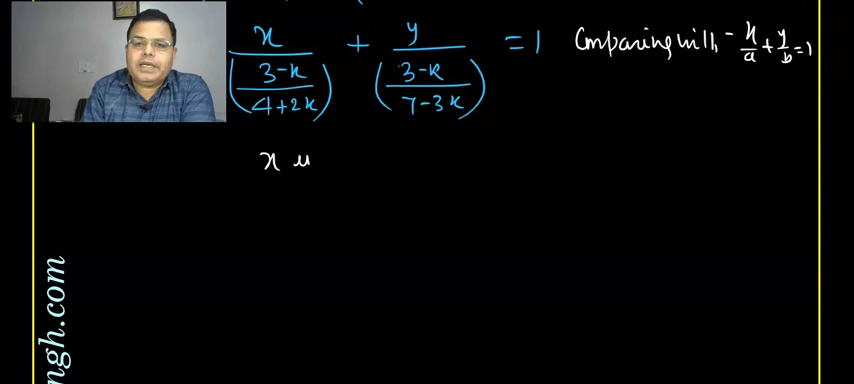 x/((3-k)/(4+2k)) + y/((3-k)/(7-3k)) = 1 Comparing with - x/a + y/b = 1
x
ngh.com